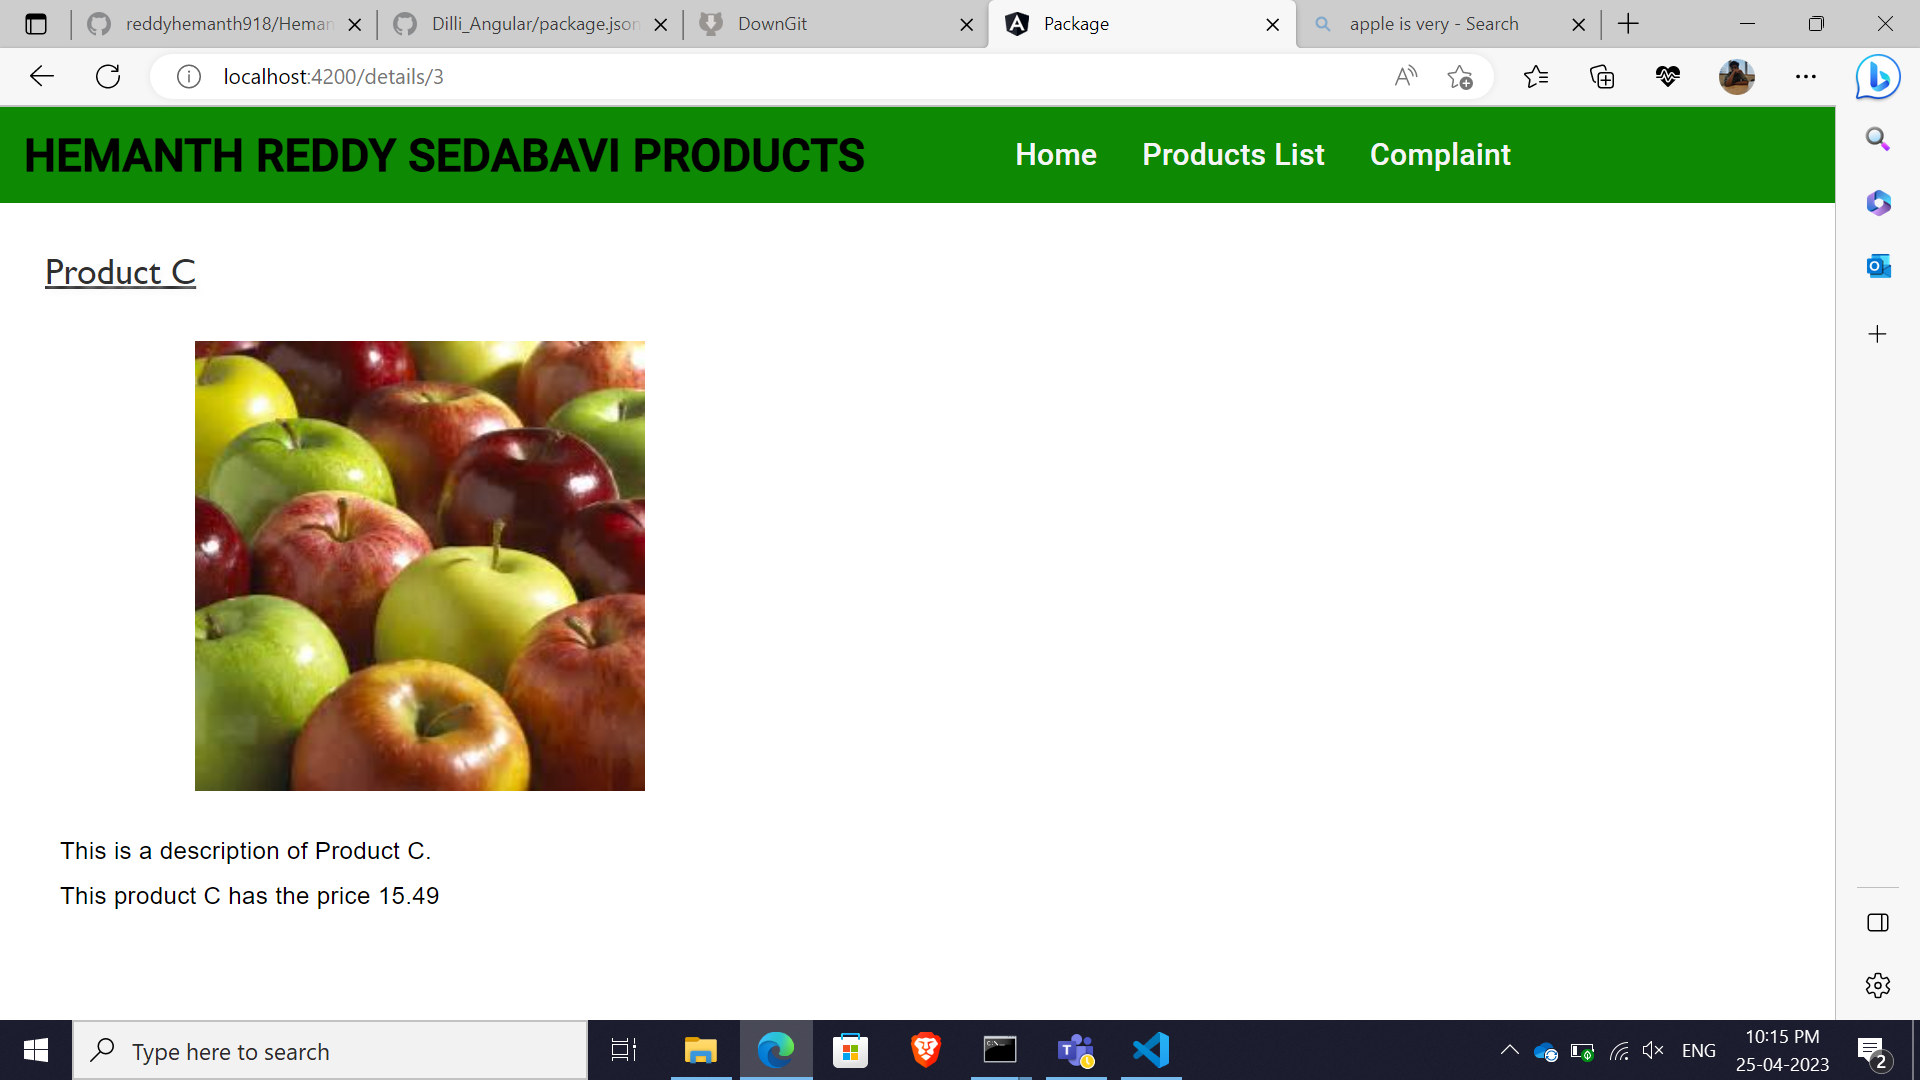 reddyhemanth918/Heman
Dilli_Angular/package.json
DownGit
Package
apple is very - Search
localhost:4200/details/3
HEMANTH REDDY SEDABAVI PRODUCTS
Home
Products List
Complaint
Product C
This is a description of Product C.
This product C has the price 15.49
Type here to search
ENG
10:15 PM
25-04-2023
2